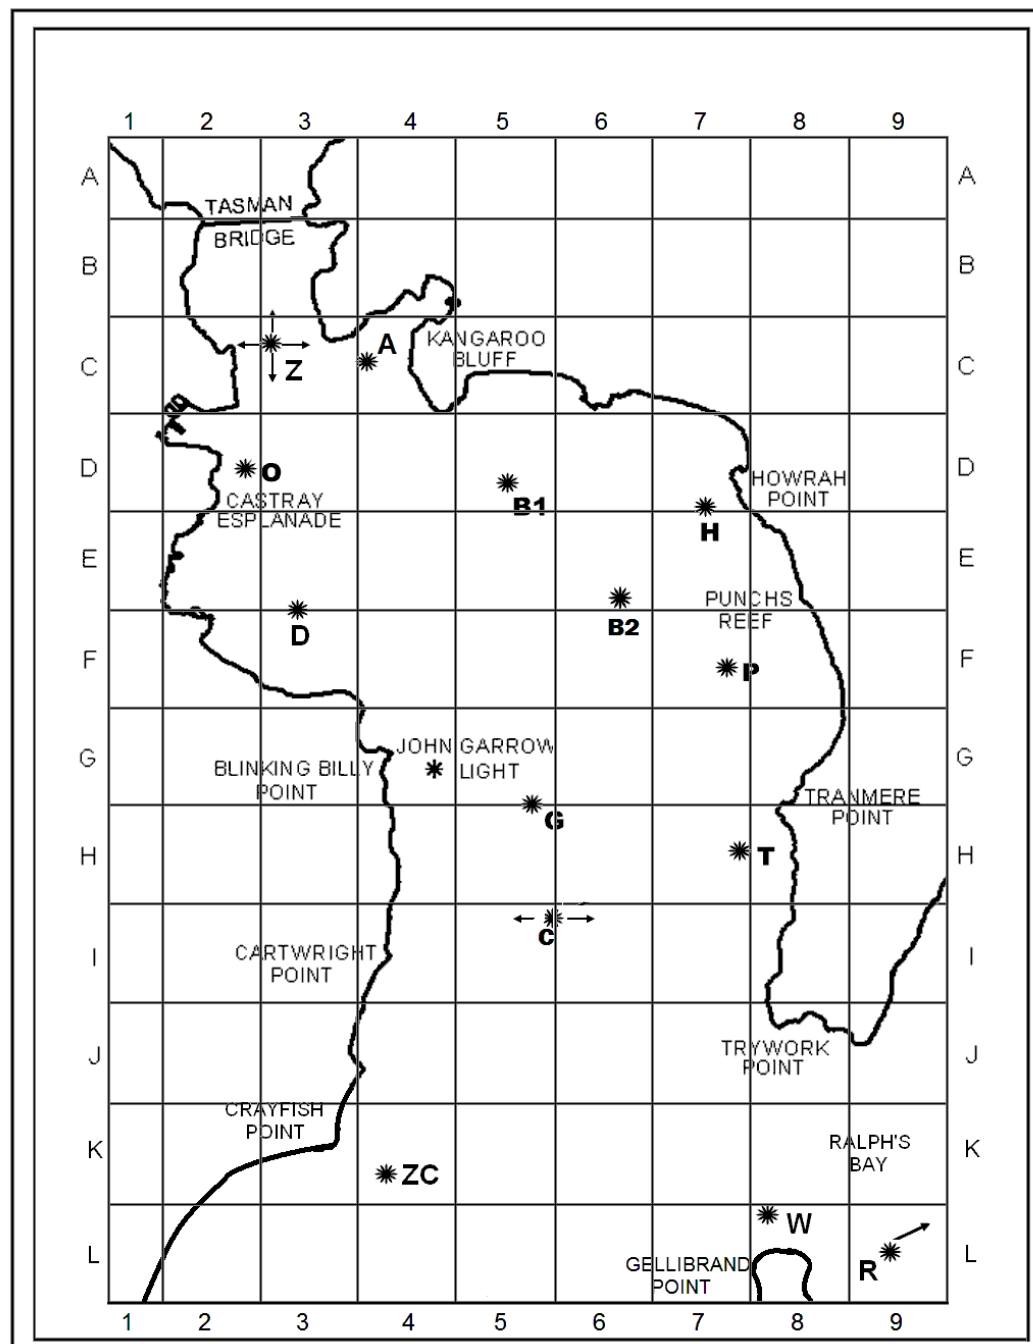 1 2 3 4 5 6 7 8 9
A A
TASMAN
BRIDGE
B B
KANGAROO
BLUFF
A
C C
Z
D D
O
HOWRAH
POINT
CASTRAY
ESPLANADE
B1
H
E E
PUNCHS
REEF
D
B2
F F
P
JOHN GARROW
LIGHT
G G
BLINKING BILLY
POINT
TRANMERE
POINT
G
H H
T
C
CARTWRIGHT
POINT
I I
J J
TRYWORK
POINT
CRAYFISH
POINT
K K
RALPH'S
BAY
ZC
W
L L
GELLIBRAND
POINT
R
1 2 3 4 5 6 7 8 9